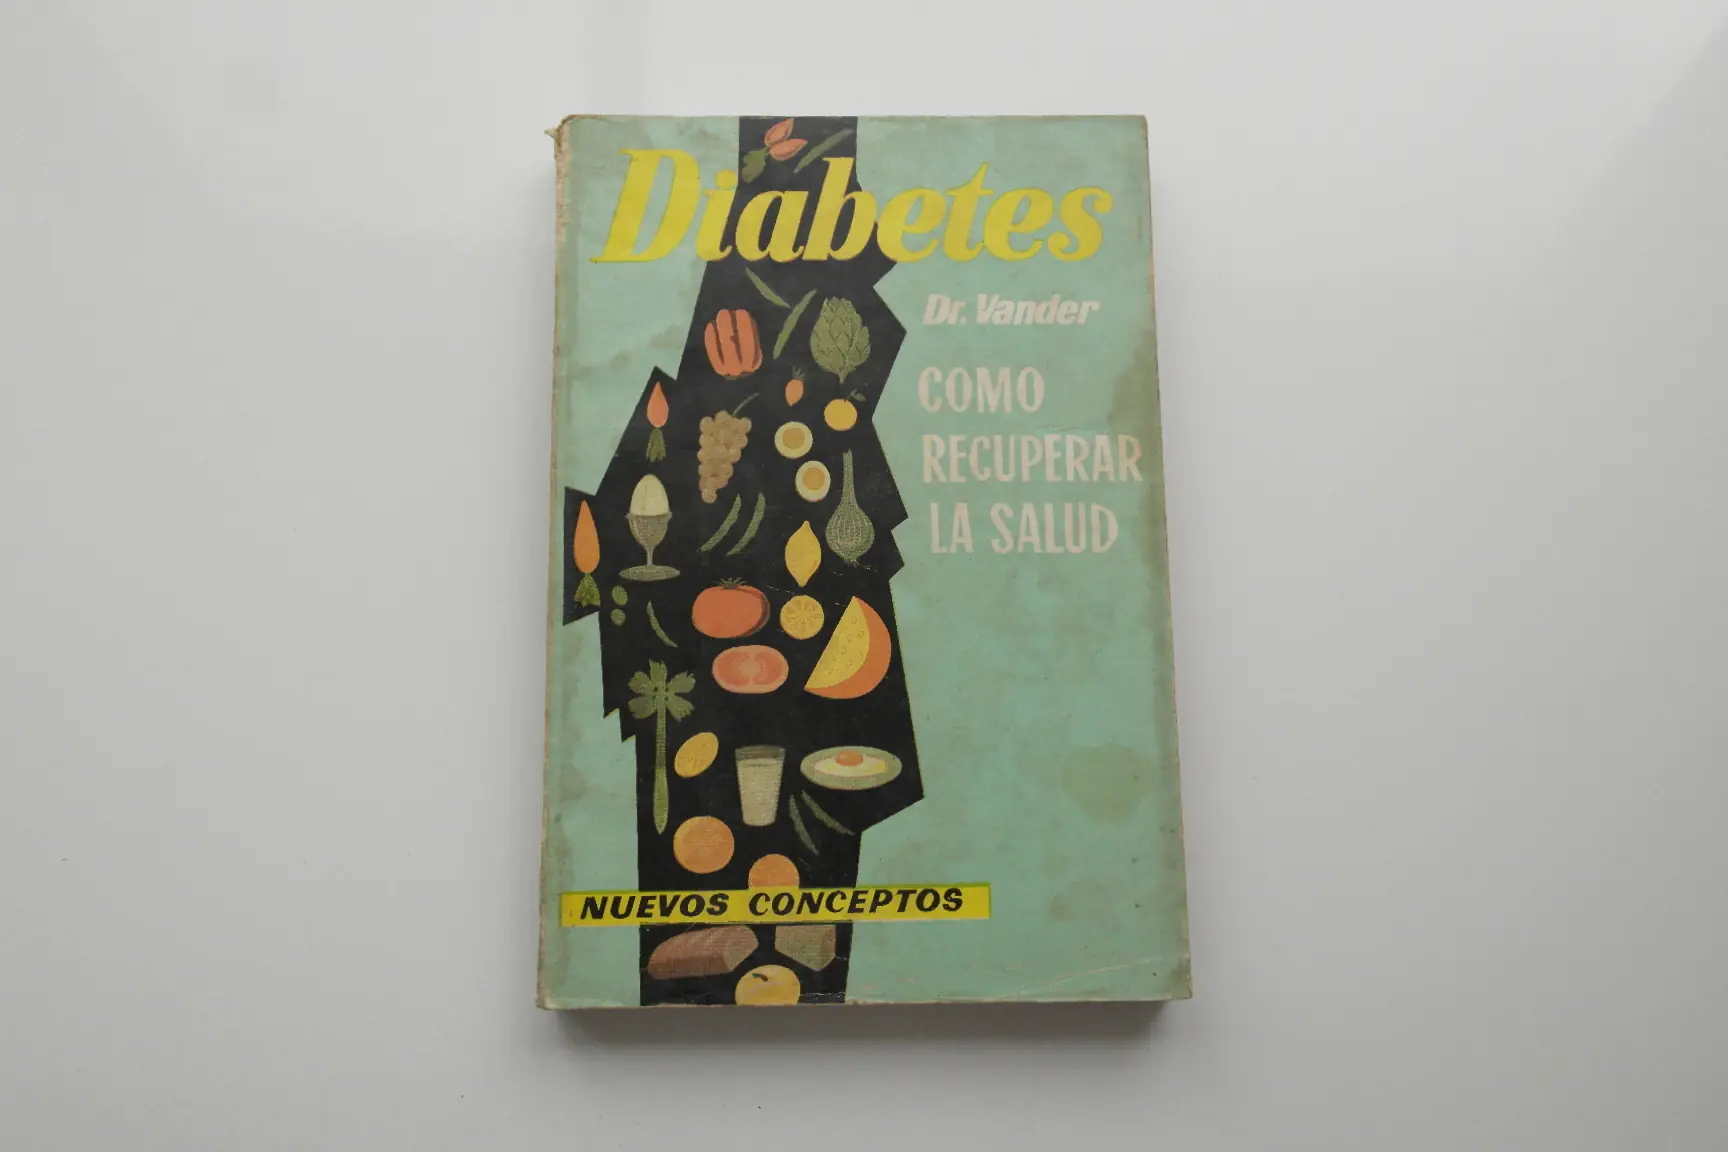 Diabetes
Dr. Vander
COMO
RECUPERAR
LA SALUD
NUEVOS CONCEPTOS